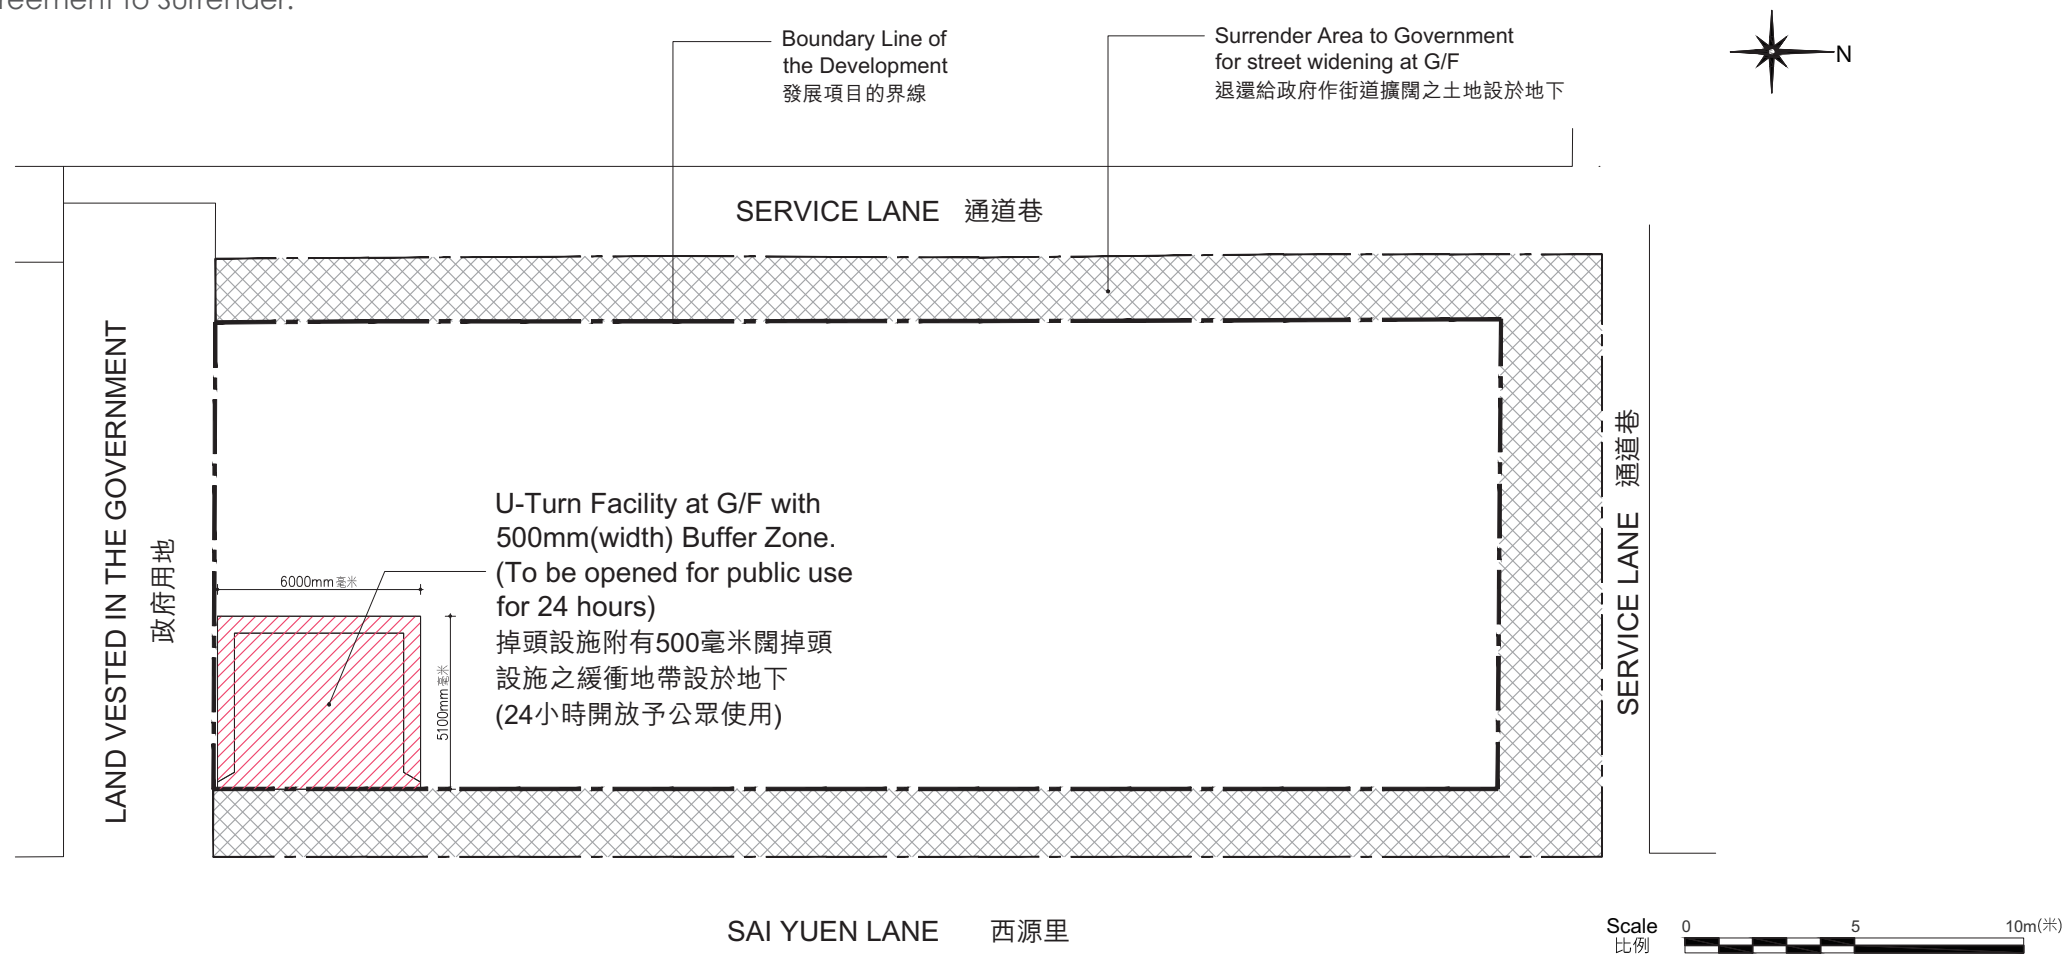 reement to Surrender.
Boundary Line of
the Development
發展項目的界線
Surrender Area to Government
for street widening at G/F
退還給政府作街道擴闊之土地設於地下
N
SERVICE LANE 通道巷
LAND VESTED IN THE GOVERNMENT
政府用地
U-Turn Facility at G/F with
500mm(width) Buffer Zone.
(To be opened for public use
for 24 hours)
掉頭設施附有500毫米闊掉頭
設施之緩衝地帶設於地下
(24小時開放予公眾使用)
6000mm毫米
5100mm毫米
SERVICE LANE 通道巷
SAI YUEN LANE 西源里
Scale 0 5 10m(米)
比例